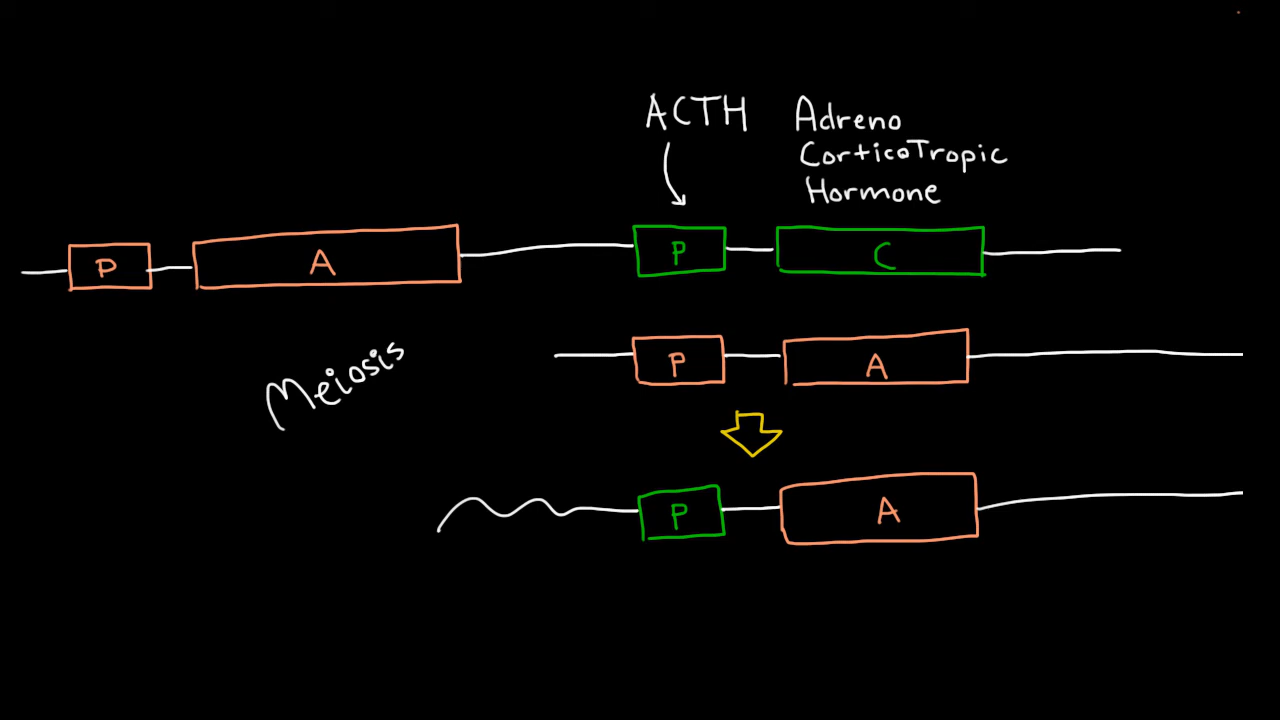 ACTH Adreno
CorticoTropic
Hormone
P A P C
Meiosis
P A
P A